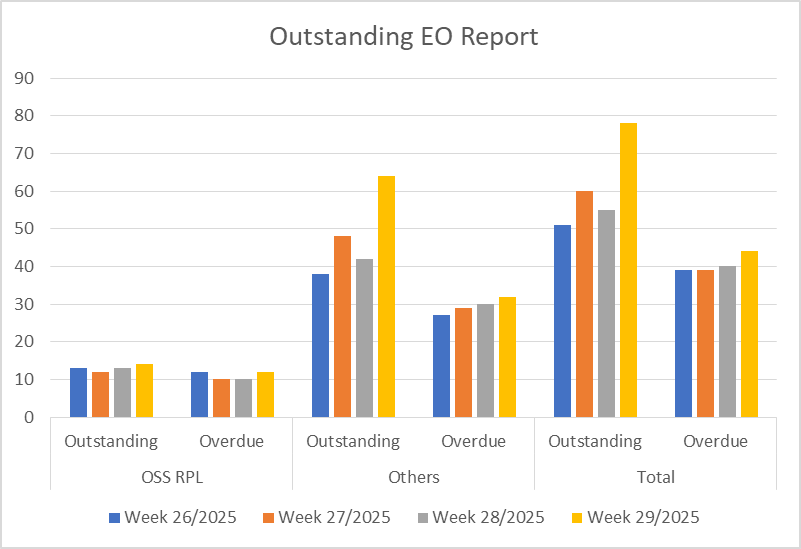 Outstanding EO Report
90
80
70
60
50
40
30
20
10
0
Outstanding Overdue Outstanding Overdue Outstanding Overdue
OSS RPL Others Total
Week 26/2025 Week 27/2025 Week 28/2025 Week 29/2025